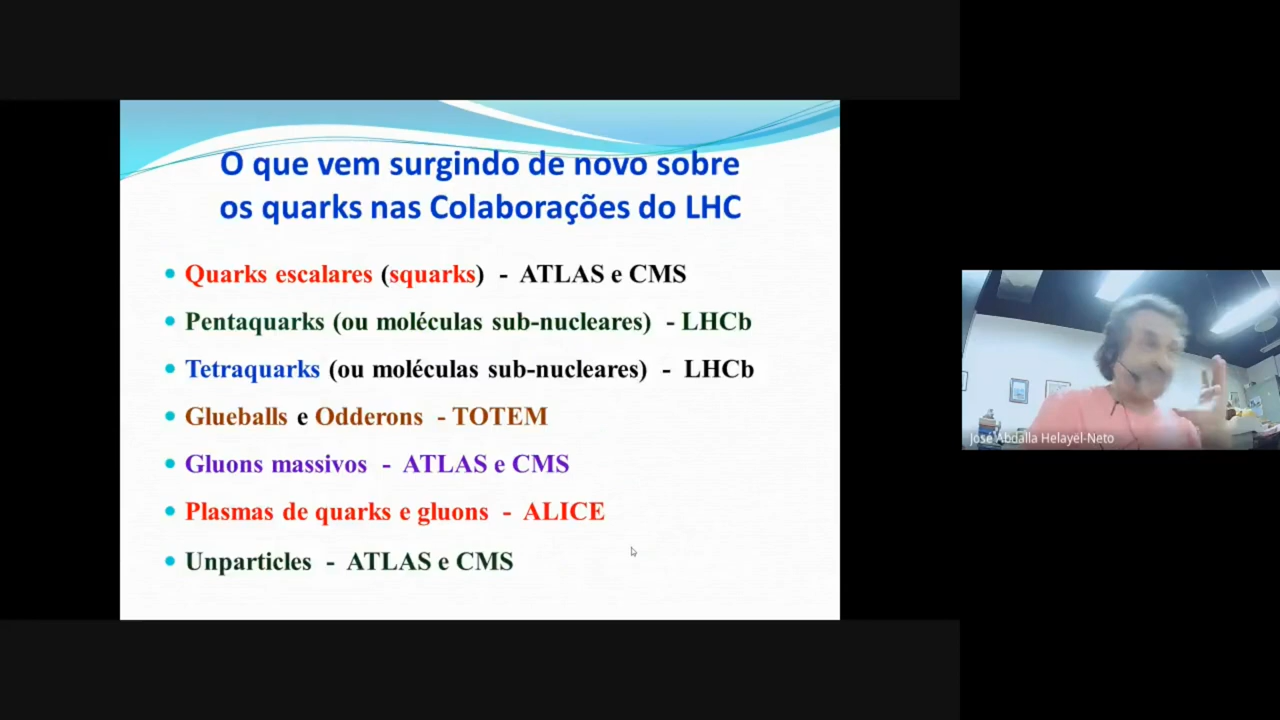 O que vem surgindo de novo sobre
os quarks nas Colaborações do LHC
Quarks escalares (squarks) - ATLAS e CMS
Pentaquarks (ou moléculas sub-nucleares) - LHCb
Tetraquarks (ou moléculas sub-nucleares) - LHCb
Glueballs e Odderons - TOTEM
Gluons massivos - ATLAS e CMS
Plasmas de quarks e gluons - ALICE
Unparticles - ATLAS e CMS
José Abdalla Helayël-Neto